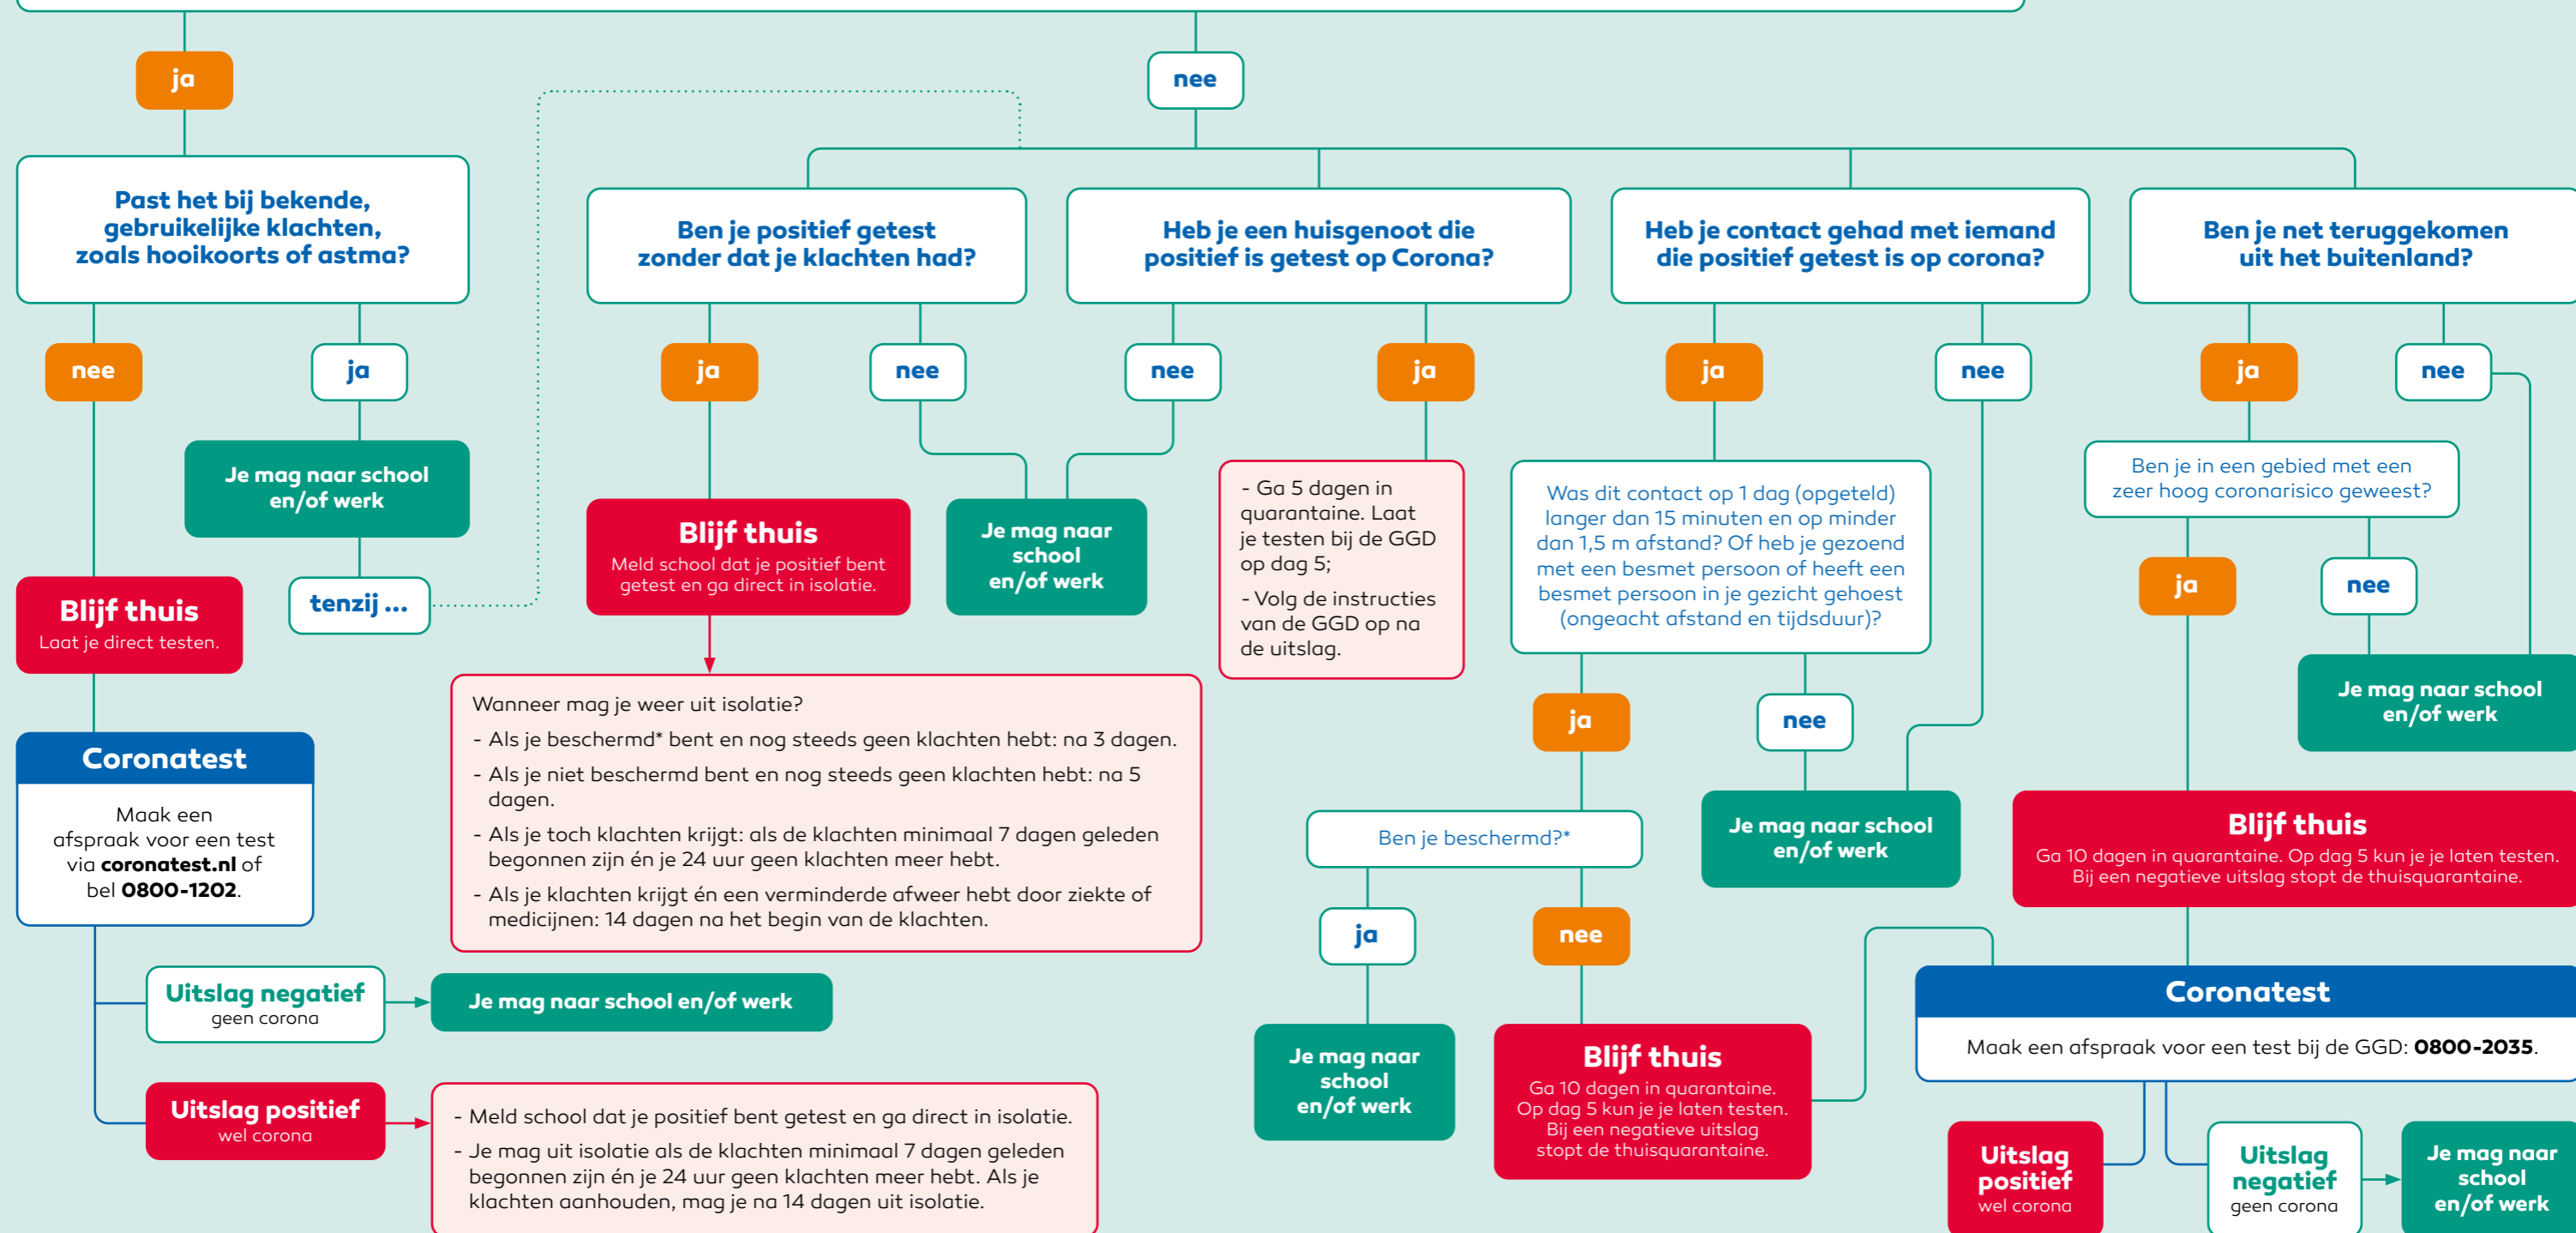 ja
nee
Past het bij bekende,
gebruikelijke klachten,
zoals hooikoorts of astma?
Ben je positief getest
zonder dat je klachten had?
Heb je een huisgenoot die
positief is getest op Corona?
Heb je contact gehad met iemand
die positief getest is op corona?
Ben je net teruggekomen
uit het buitenland?
nee
ja
ja
nee
nee
ja
ja
nee
ja
nee
Je mag naar school
en/of werk
tenzij ...
Blijf thuis
Laat je direct testen.
Coronatest
Maak een
afspraak voor een test
via coronatest.nl of
bel 0800-1202.
Uitslag negatief
geen corona
Je mag naar school en/of werk
Uitslag positief
wel corona
- Meld school dat je positief bent getest en ga direct in isolatie.
- Je mag uit isolatie als de klachten minimaal 7 dagen geleden
begonnen zijn én je 24 uur geen klachten meer hebt. Als je
klachten aanhouden, mag je na 14 dagen uit isolatie.
Blijf thuis
Meld school dat je positief bent
getest en ga direct in isolatie.
Je mag naar
school
en/of werk
Wanneer mag je weer uit isolatie?
- Als je beschermd* bent en nog steeds geen klachten hebt: na 3 dagen.
- Als je niet beschermd bent en nog steeds geen klachten hebt: na 5
dagen.
- Als je toch klachten krijgt: als de klachten minimaal 7 dagen geleden
begonnen zijn én je 24 uur geen klachten meer hebt.
- Als je klachten krijgt én een verminderde afweer hebt door ziekte of
medicijnen: 14 dagen na het begin van de klachten.
- Ga 5 dagen in
quarantaine. Laat
je testen bij de GGD
op dag 5;
- Volg de instructies
van de GGD op na
de uitslag.
Was dit contact op 1 dag (opgeteld)
langer dan 15 minuten en op minder
dan 1,5 m afstand? Of heb je gezoend
met een besmet persoon of heeft een
besmet persoon in je gezicht gehoest
(ongeacht afstand en tijdsduur)?
ja
nee
Ben je beschermd?*
Je mag naar school
en/of werk
ja
nee
Je mag naar
school
en/of werk
Blijf thuis
Ga 10 dagen in quarantaine.
Op dag 5 kun je je laten testen.
Bij een negatieve uitslag
stopt de thuisquarantaine.
Ben je in een gebied met een
zeer hoog coronarisico geweest?
ja
nee
Je mag naar school
en/of werk
Blijf thuis
Ga 10 dagen in quarantaine. Op dag 5 kun je je laten testen.
Bij een negatieve uitslag stopt de thuisquarantaine.
Coronatest
Maak een afspraak voor een test bij de GGD: 0800-2035.
Uitslag
positief
wel corona
Uitslag
negatief
geen corona
Je mag naar
school
en/of werk